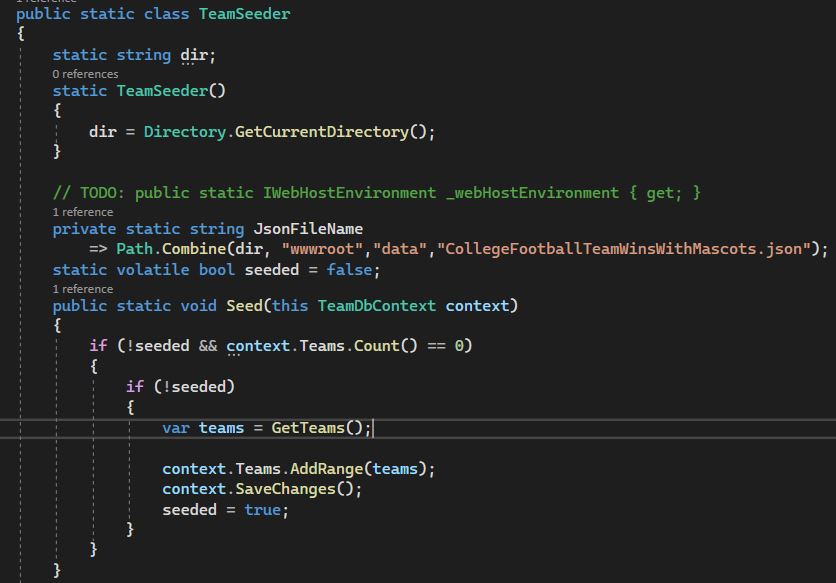 1 reference
public static class TeamSeeder
{
static string dir;
0 references
static TeamSeeder()
{
dir = Directory.GetCurrentDirectory();
}
// TODO: public static IWebHostEnvironment _webHostEnvironment { get; }
1 reference
private static string JsonFileName
=> Path.Combine(dir, "wwwroot","data","CollegeFootballTeamWinsWithMascots.json");
static volatile bool seeded = false;
1 reference
public static void Seed(this TeamDbContext context)
{
if (!seeded && context.Teams.Count() == 0)
{
if (!seeded)
{
var teams = GetTeams();
context.Teams.AddRange(teams);
context.SaveChanges();
seeded = true;
}
}
}